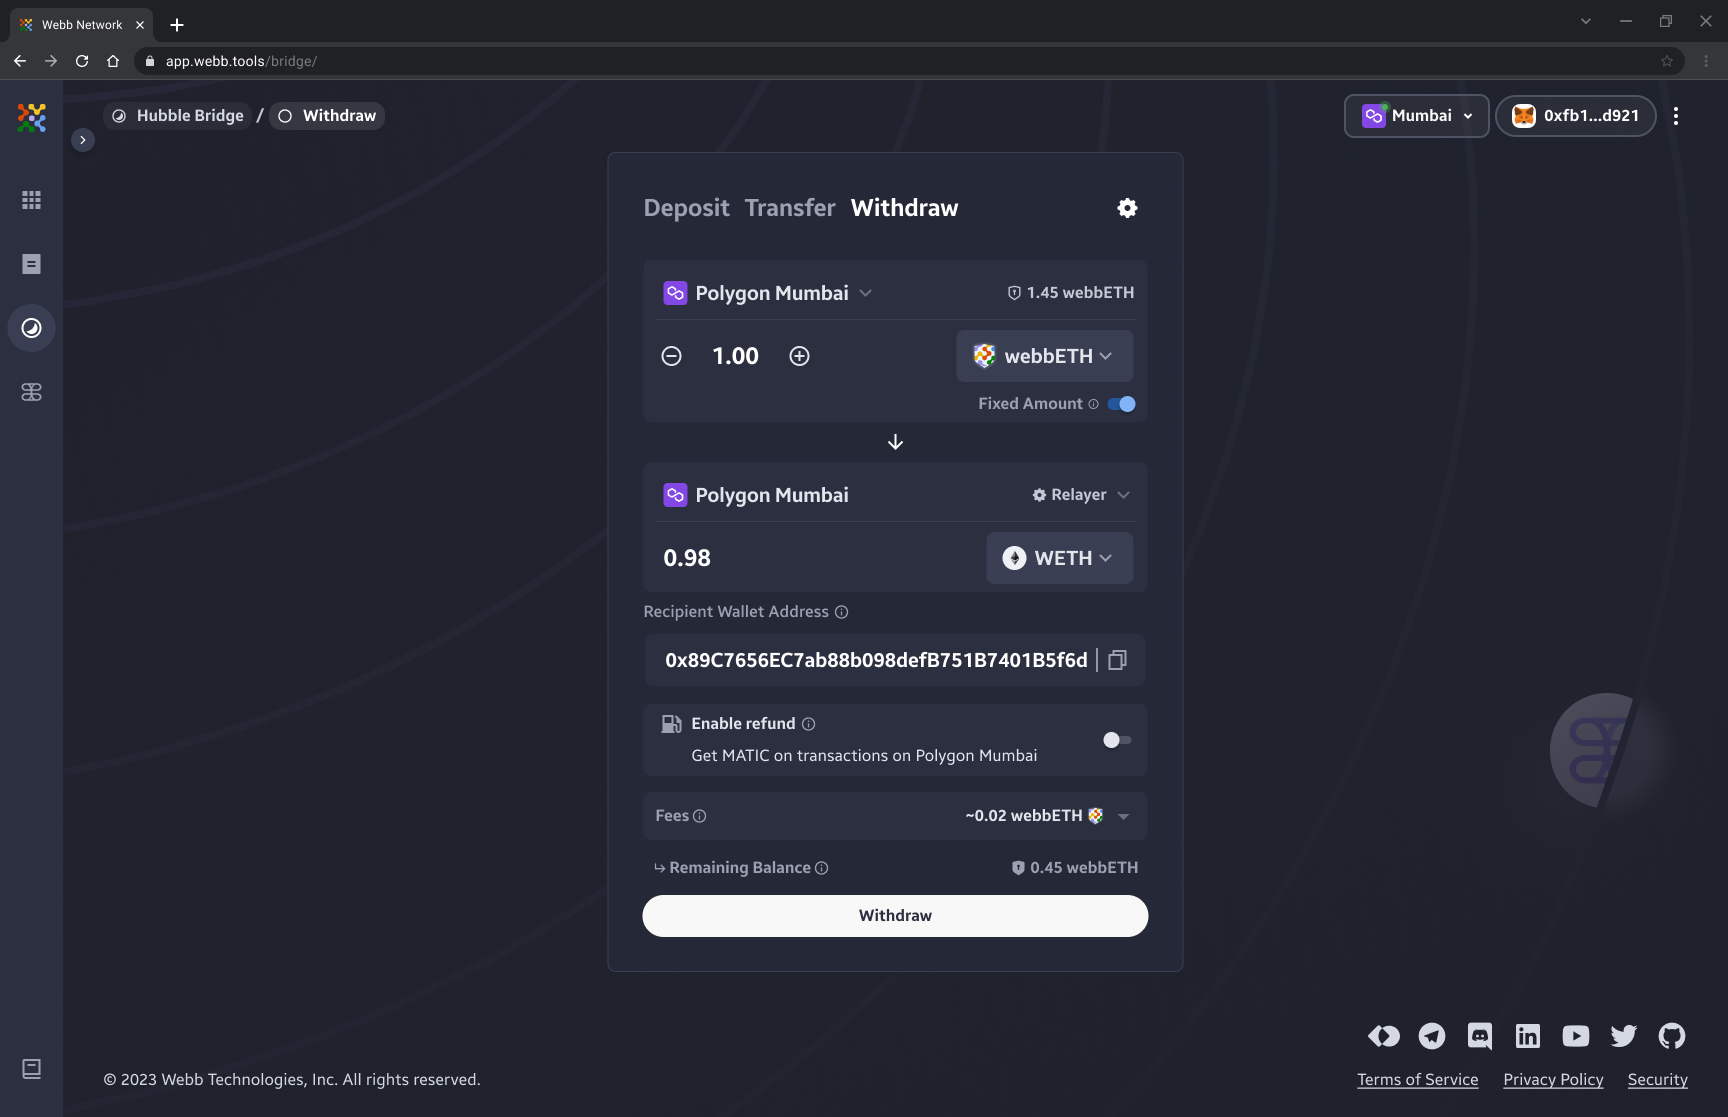 Webb Network
app.webb.tools/bridge/
Hubble Bridge / Withdraw
Mumbai
0xfb1...d921
Deposit Transfer Withdraw
Polygon Mumbai
1.45 webbETH
1.00
webbETH
Fixed Amount
Polygon Mumbai
Relayer
0.98
WETH
Recipient Wallet Address
0x89C7656EC7ab88b098defB751B7401B5f6d
Enable refund
Get MATIC on transactions on Polygon Mumbai
Fees
~0.02 webbETH
Remaining Balance
0.45 webbETH
Withdraw
© 2023 Webb Technologies, Inc. All rights reserved.
Terms of Service
Privacy Policy
Security